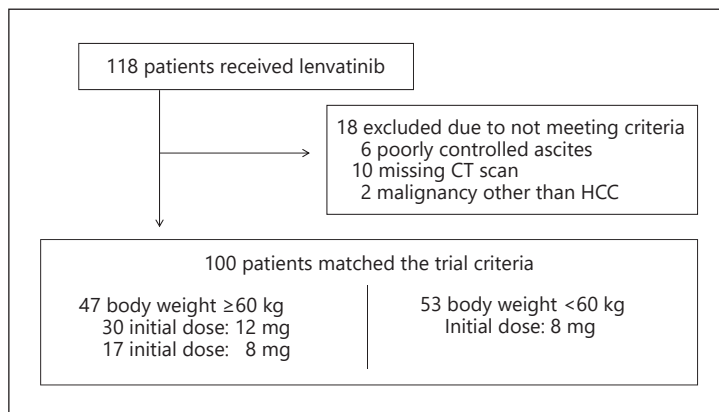 118 patients received lenvatinib
18 excluded due to not meeting criteria
6 poorly controlled ascites
10 missing CT scan
2 malignancy other than HCC
100 patients matched the trial criteria
47 body weight ≥60 kg
30 initial dose: 12 mg
17 initial dose: 8 mg
53 body weight <60 kg
Initial dose: 8 mg